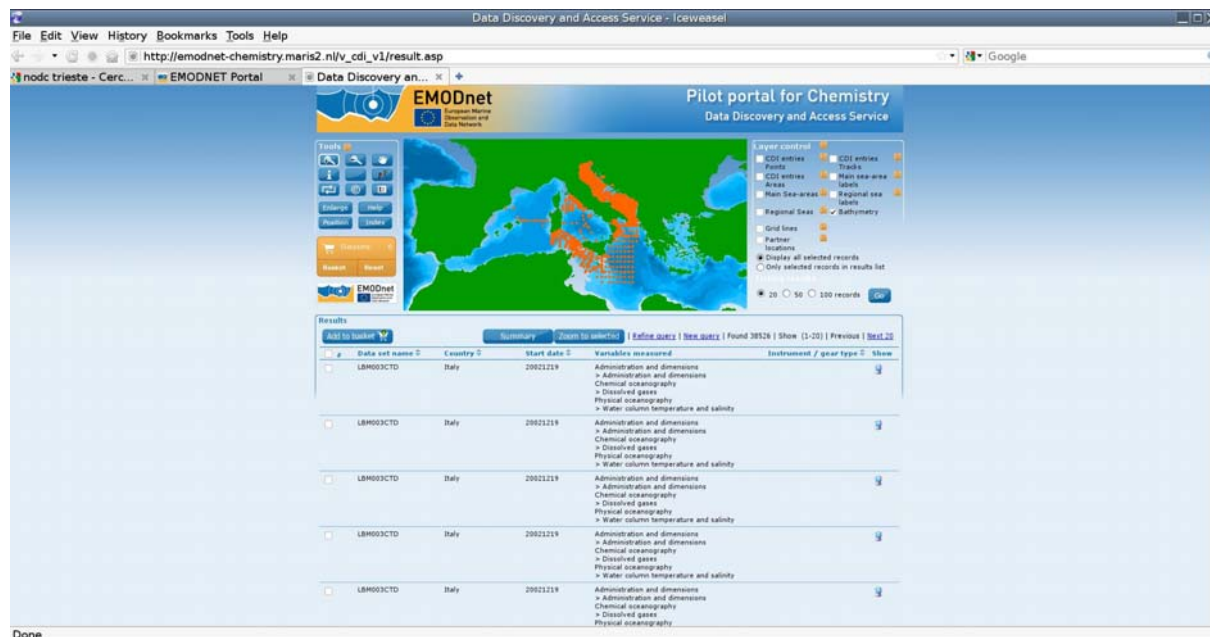 Data Discovery and Access Service - Iceweasel
File Edit View History Bookmarks Tools Help
http://emodnet-chemistry.maris2.nl/v_cdi_v1/result.asp
Google
nodc trieste - Cerc...
EMODNET Portal
Data Discovery an...
EMODnet
European Marine
Observation and
Data Network
Pilot portal for Chemistry
Data Discovery and Access Service
Tools
Enlarge Help
Position Index
Basket Reset
EMODnet
Layer control
CDI entries Points
CDI entries Tracks
CDI entries Areas
Main sea-area labels
Main Sea-areas
Regional sea labels
Regional Seas
Bathymetry
Grid lines
Partner locations
Display all selected records
Only selected records in results list
20 50 100 records Go
Results
Add to basket Summary Zoom to selected | Refine query | New query | Found 38526 | Show (1-20) | Previous | Next 20
Data set name Country Start date Variables measured Instrument / gear type Show
LBM003CTD Italy 20021219 Administration and dimensions
> Administration and dimensions
Chemical oceanography
> Dissolved gases
Physical oceanography
> Water column temperature and salinity
LBM003CTD Italy 20021219 Administration and dimensions
> Administration and dimensions
Chemical oceanography
> Dissolved gases
Physical oceanography
> Water column temperature and salinity
LBM003CTD Italy 20021219 Administration and dimensions
> Administration and dimensions
Chemical oceanography
> Dissolved gases
Physical oceanography
> Water column temperature and salinity
LBM003CTD Italy 20021219 Administration and dimensions
> Administration and dimensions
Chemical oceanography
> Dissolved gases
Physical oceanography
> Water column temperature and salinity
LBM003CTD Italy 20021219 Administration and dimensions
> Administration and dimensions
Chemical oceanography
> Dissolved gases
Physical oceanography
Done